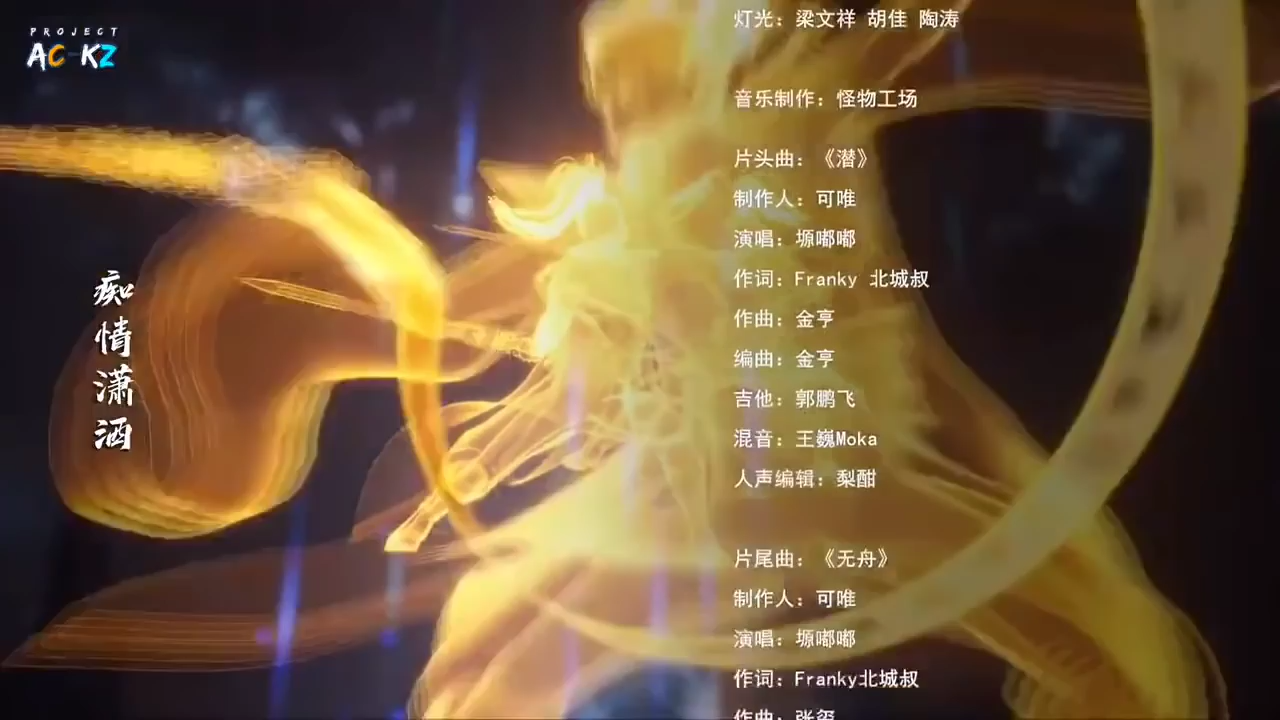 PROJECT
AC-KZ
痴情潇洒
灯光：梁文祥 胡佳 陶涛
音乐制作：怪物工场
片头曲：《潜》
制作人：可唯
演唱：塬嘟嘟
作词：Franky 北城叔
作曲：金亨
编曲：金亨
吉他：郭鹏飞
混音：王巍Moka
人声编辑：梨酣
片尾曲：《无舟》
制作人：可唯
演唱：塬嘟嘟
作词：Franky北城叔
作曲：张玺